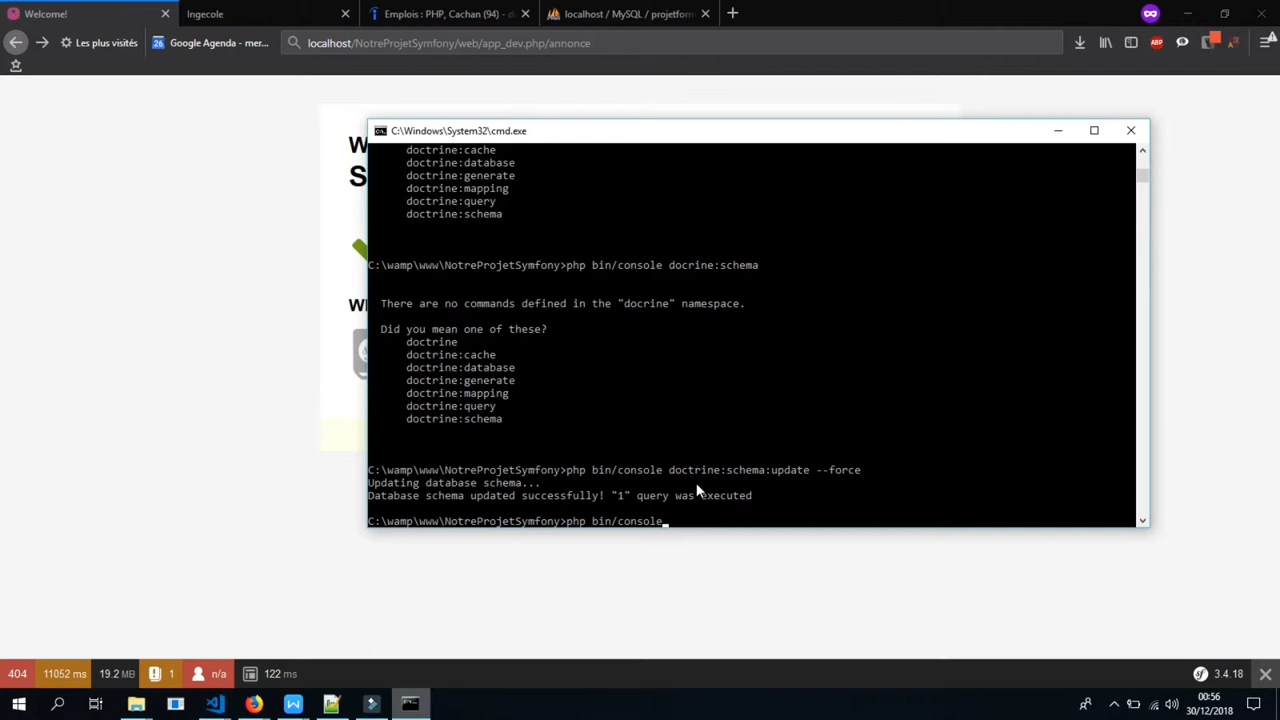 Welcome!
Ingecole
Emplois : PHP, Cachan (94) - d
localhost / MySQL / projetform
Les plus visités
26
Google Agenda - mer...
localhost/NotreProjetSymfony/web/app_dev.php/annonce
ABP
C:\Windows\System32\cmd.exe
doctrine:cache
doctrine:database
doctrine:generate
doctrine:mapping
doctrine:query
doctrine:schema
C:\wamp\www\NotreProjetSymfony>php bin/console docrine:schema
There are no commands defined in the "docrine" namespace.
Did you mean one of these?
doctrine
doctrine:cache
doctrine:database
doctrine:generate
doctrine:mapping
doctrine:query
doctrine:schema
C:\wamp\www\NotreProjetSymfony>php bin/console doctrine:schema:update --force
Updating database schema...
Database schema updated successfully! "1" query was executed
C:\wamp\www\NotreProjetSymfony>php bin/console_
404
11052 ms
19.2 MB
1
n/a
122 ms
sf
3.4.18
00:56
30/12/2018